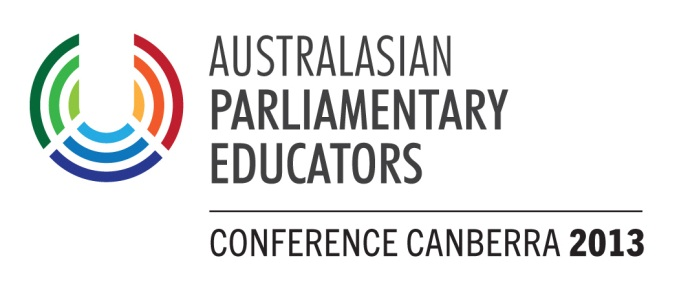 AUSTRALASIAN
PARLIAMENTARY
EDUCATORS
CONFERENCE CANBERRA 2013